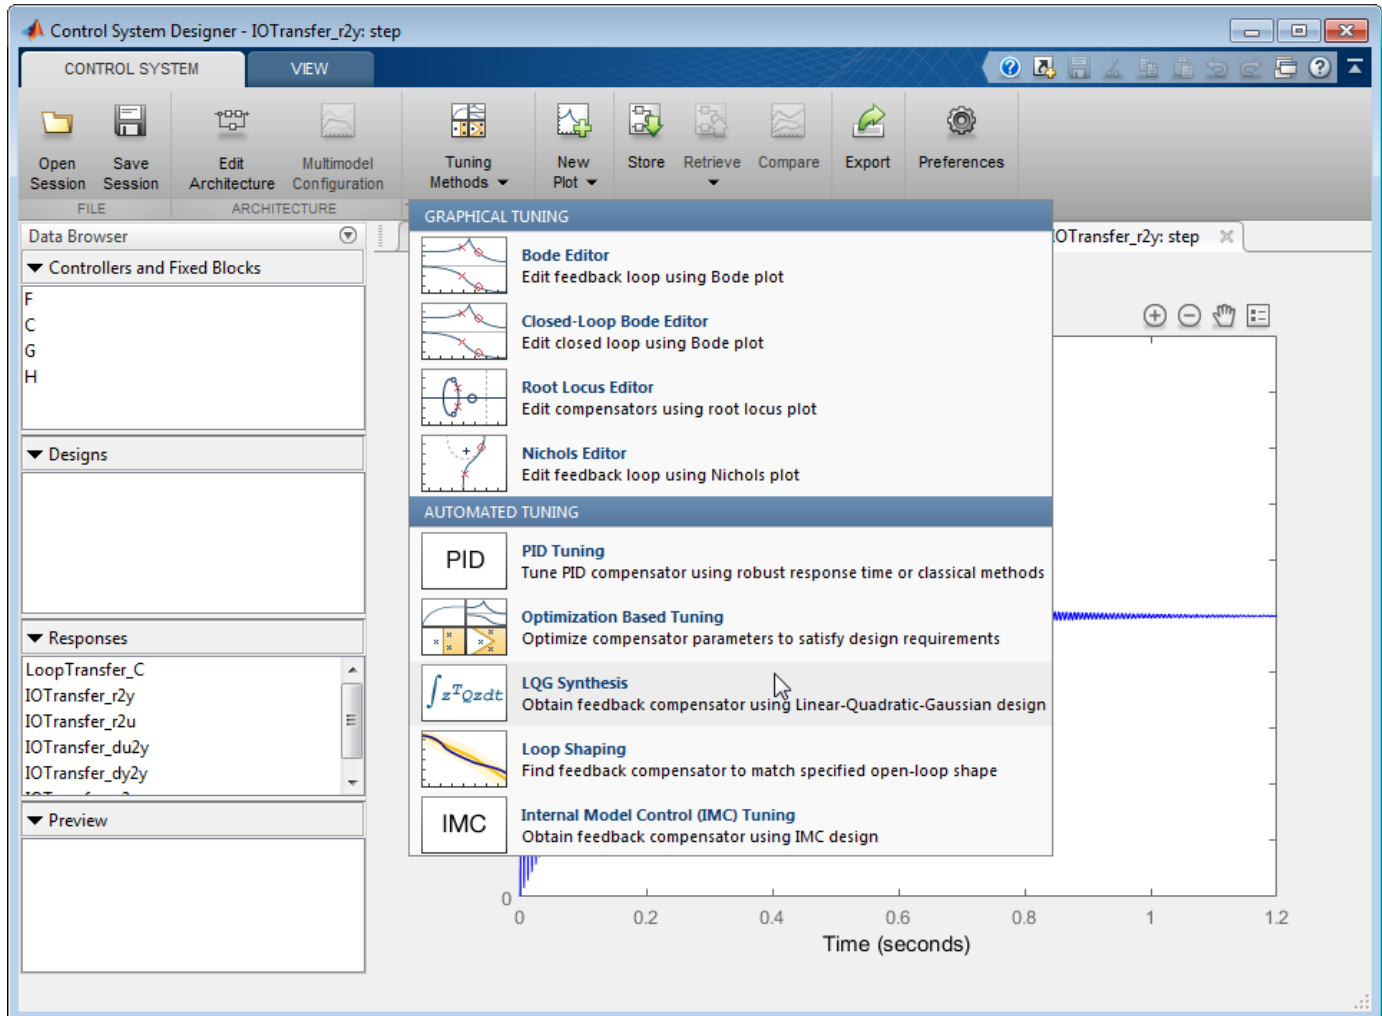 Control System Designer - IOTransfer_r2y: step
CONTROL SYSTEM
VIEW
Open
Session
Save
Session
Edit
Architecture
Multimodel
Configuration
Tuning
Methods
New
Plot
Store
Retrieve
Compare
Export
Preferences
FILE
ARCHITECTURE
Data Browser
Controllers and Fixed Blocks
F
C
G
H
Designs
Responses
LoopTransfer_C
IOTransfer_r2y
IOTransfer_r2u
IOTransfer_du2y
IOTransfer_dy2y
Preview
GRAPHICAL TUNING
Bode Editor
Edit feedback loop using Bode plot
Closed-Loop Bode Editor
Edit closed loop using Bode plot
Root Locus Editor
Edit compensators using root locus plot
Nichols Editor
Edit feedback loop using Nichols plot
AUTOMATED TUNING
PID
PID Tuning
Tune PID compensator using robust response time or classical methods
Optimization Based Tuning
Optimize compensator parameters to satisfy design requirements
∫zᵀQzdt
LQG Synthesis
Obtain feedback compensator using Linear-Quadratic-Gaussian design
Loop Shaping
Find feedback compensator to match specified open-loop shape
IMC
Internal Model Control (IMC) Tuning
Obtain feedback compensator using IMC design
IOTransfer_r2y: step
0
0 0.2 0.4 0.6 0.8 1 1.2
Time (seconds)